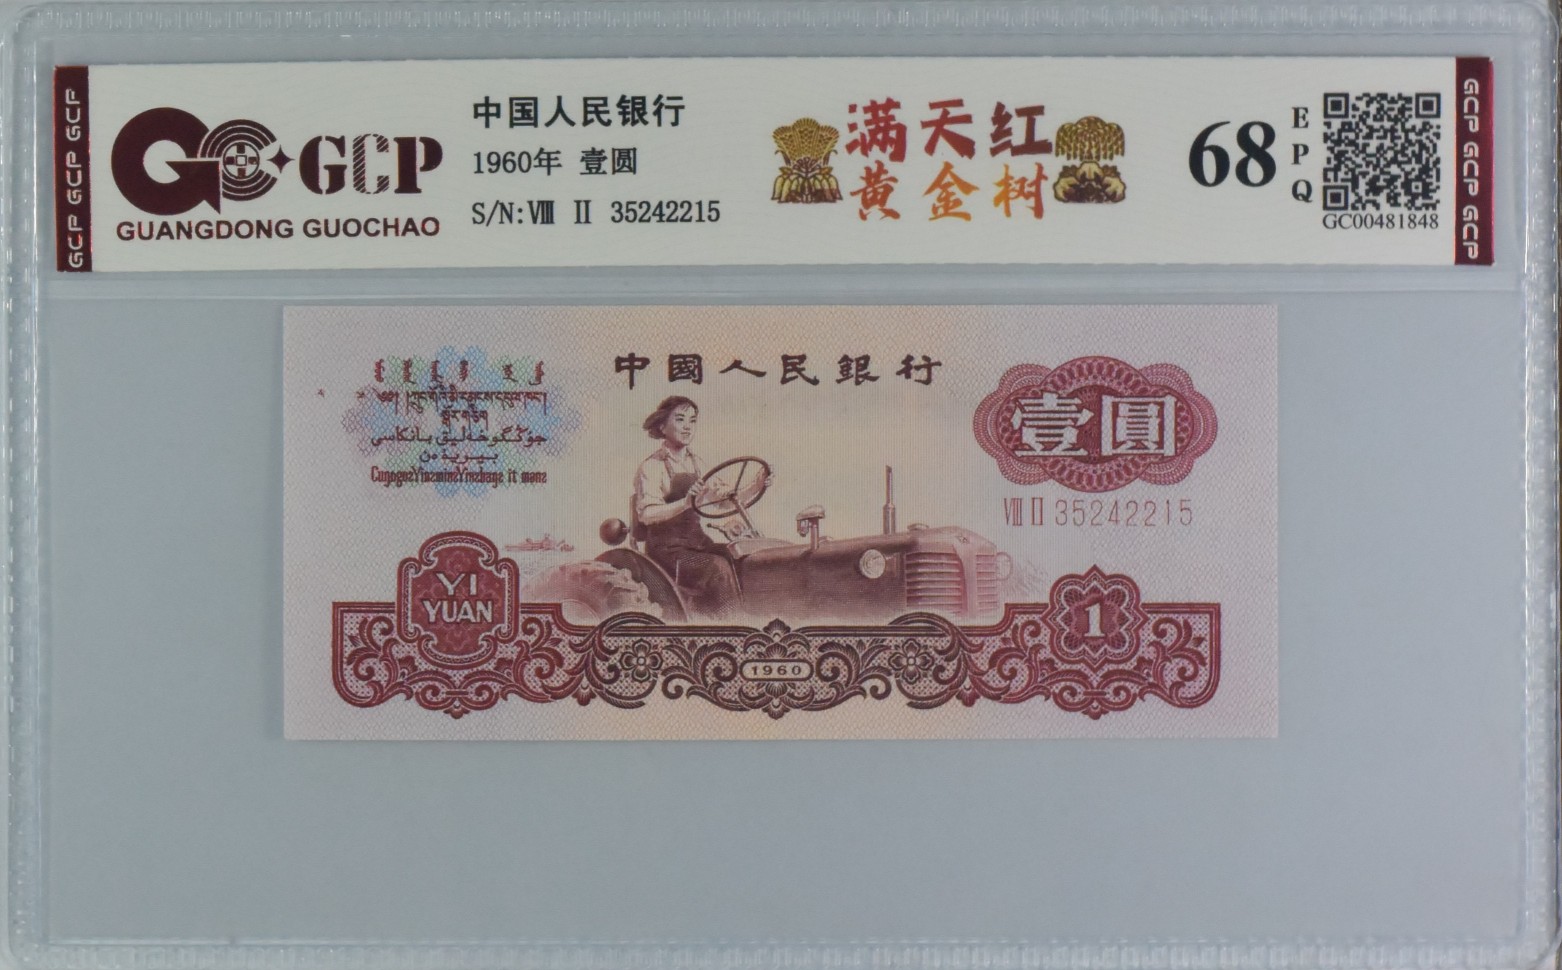 GCP GCP GCP
GCP
GUANGDONG GUOCHAO
中国人民银行
1960年 壹圆
S/N:Ⅷ Ⅱ 35242215
满天红
黄金树
68
EPQ
GC00481848
GCP GCP GCP
中國人民銀行
壹圓
Ⅷ Ⅱ 35242215
YI
YUAN
1
1960